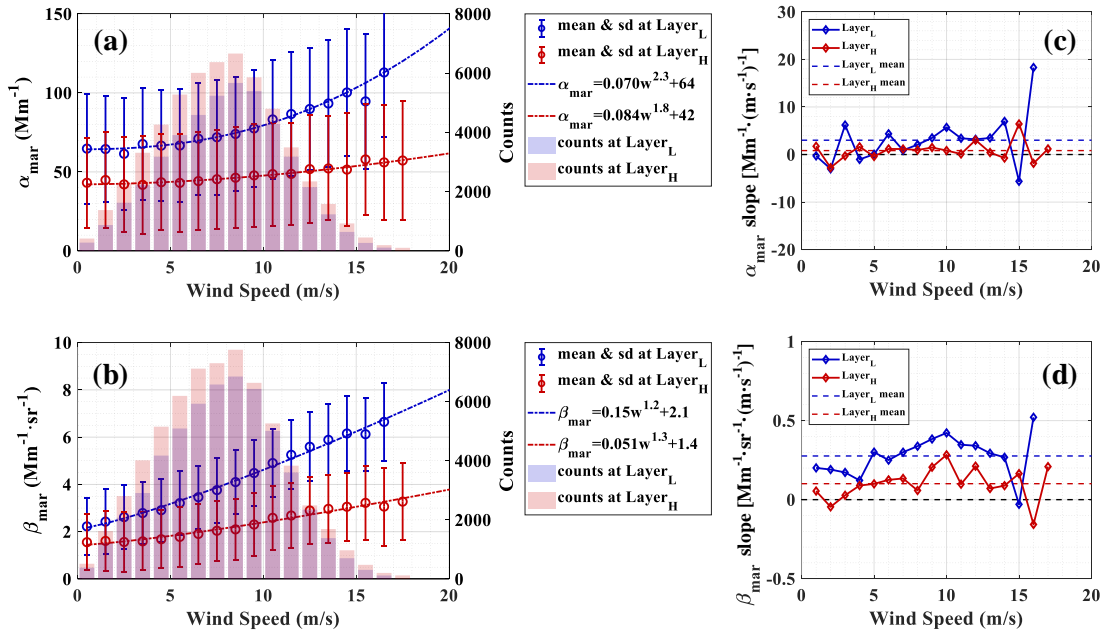 (a)
α_mar (Mm^-1)
150
100
50
0
8000
6000
4000
2000
0
Counts
0 5 10 15 20
Wind Speed (m/s)
mean & sd at Layer_L
mean & sd at Layer_H
α_mar=0.070w^2.3+64
α_mar=0.084w^1.8+42
counts at Layer_L
counts at Layer_H
(c)
α_mar slope [Mm^-1·(m·s^-1)^-1]
30
20
10
0
-10
-20
0 5 10 15 20
Wind Speed (m/s)
Layer_L
Layer_H
Layer_L mean
Layer_H mean
(b)
β_mar (Mm^-1·sr^-1)
10
8
6
4
2
0
8000
6000
4000
2000
0
Counts
0 5 10 15 20
Wind Speed (m/s)
mean & sd at Layer_L
mean & sd at Layer_H
β_mar=0.15w^1.2+2.1
β_mar=0.051w^1.3+1.4
counts at Layer_L
counts at Layer_H
(d)
β_mar slope [Mm^-1·sr^-1·(m·s^-1)^-1]
1
0.5
0
-0.5
0 5 10 15 20
Wind Speed (m/s)
Layer_L
Layer_H
Layer_L mean
Layer_H mean